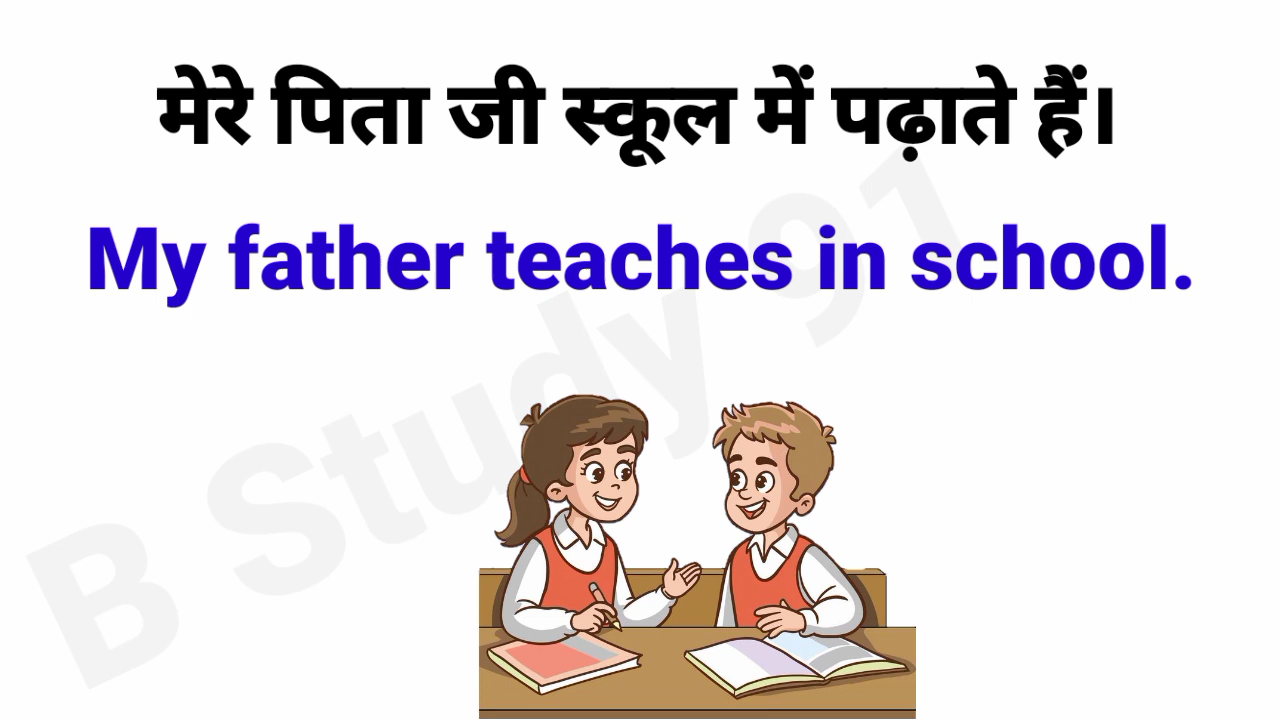 मेरे पिता जी स्कूल में पढ़ाते हैं।
My father teaches in school.
B Study 91